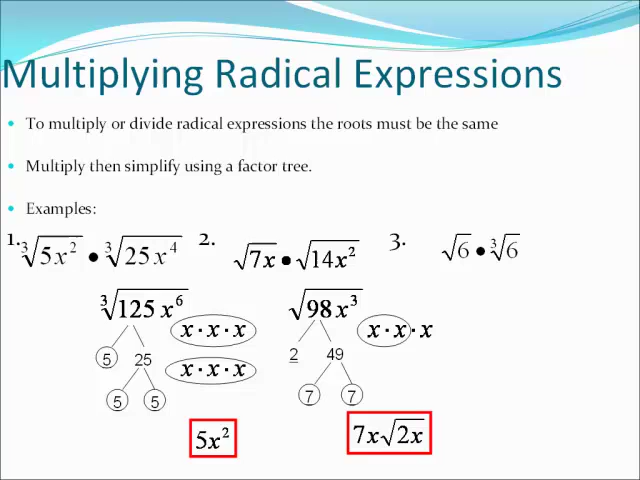 Multiplying Radical Expressions
• To multiply or divide radical expressions the roots must be the same
• Multiply then simplify using a factor tree.
• Examples:
1. ∛(5x²) • ∛(25x⁴) 2. √(7x) • √(14x²) 3. √6 • ∛6
∛(125x⁶) √(98x³)
x·x·x x·x·x
5 25 x·x·x 2 49
5 5 7 7
5x² 7x√(2x)